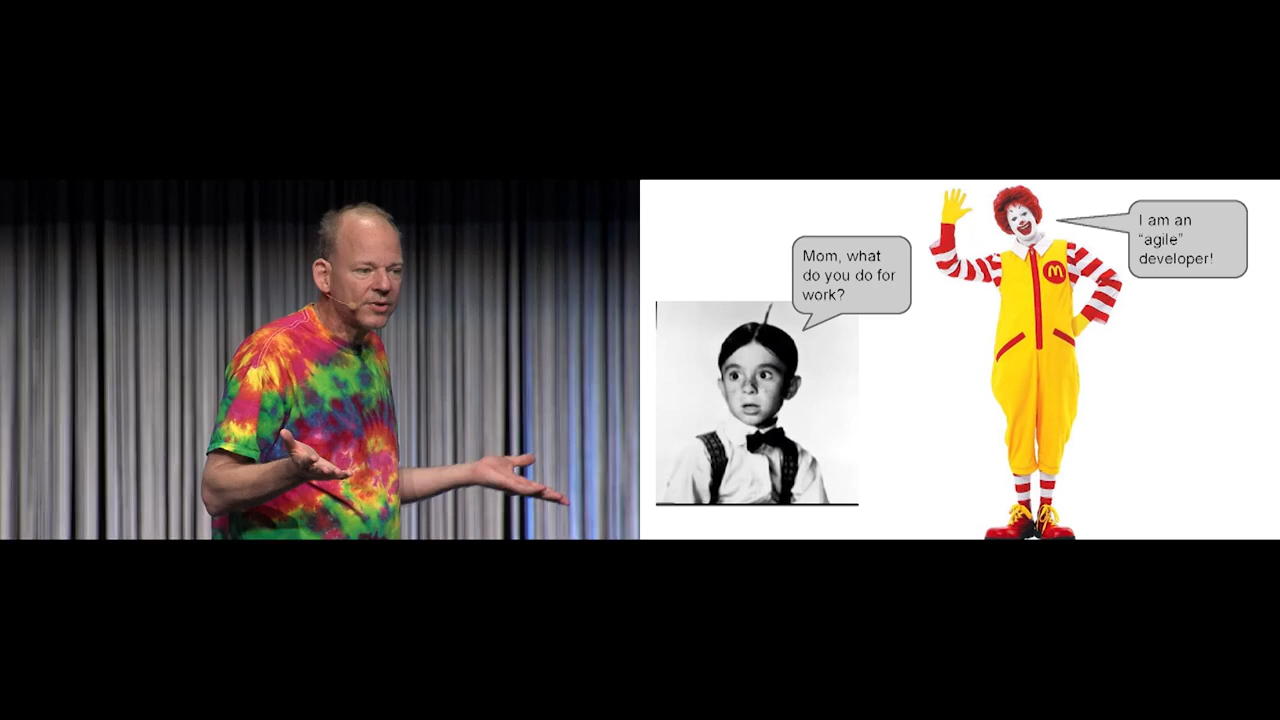 Mom, what
do you do for
work?
I am an
“agile”
developer!
M